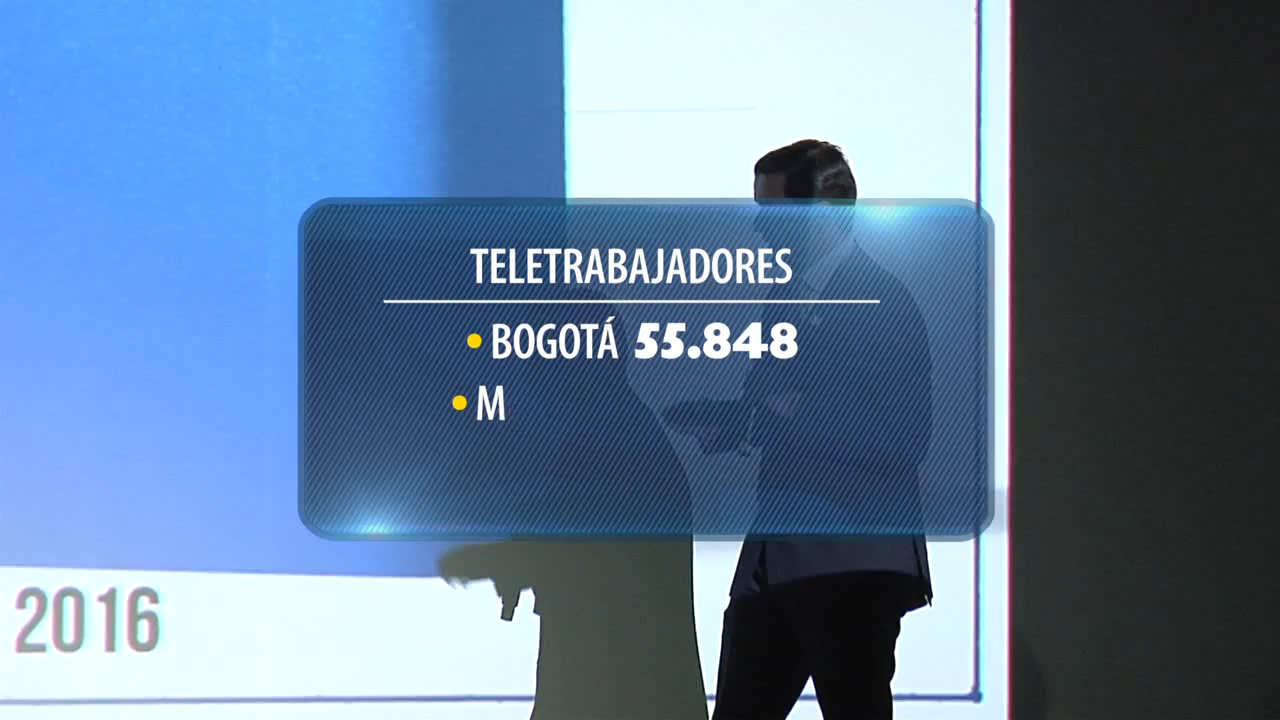 TELETRABAJADORES
• BOGOTÁ 55.848
• M
2016